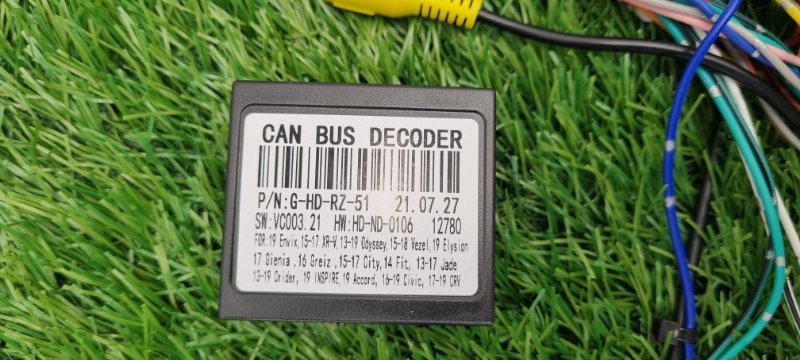 CAN BUS DECODER
P/N:G-HD-RZ-51 21.07.27
SW:VC003.21 HW:HD-ND-0106 12780
FOR:19 Envix,15-17 XR-V,13-19 Odyssey,15-18 Vezel,19 Elysion
17 Gienia ,16 Greiz ,15-17 City,14 Fit, 13-17 Jade
13-19 Crider, 19 INSPIRE,19 Accord, 16-19 Civic, 17-19 CRV